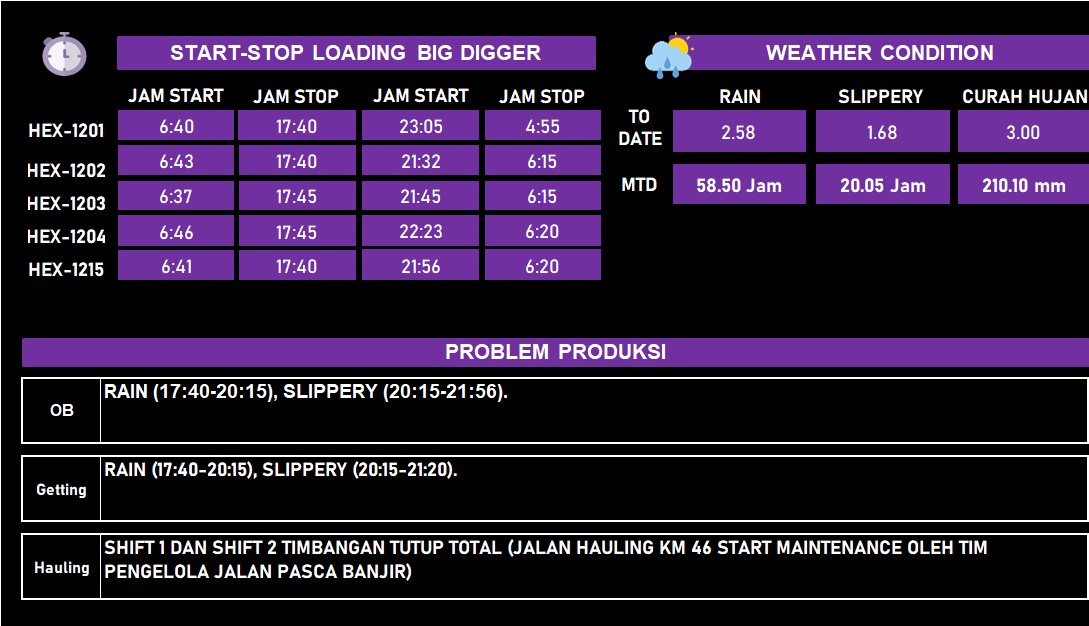 START-STOP LOADING BIG DIGGER
JAM START JAM STOP JAM START JAM STOP
HEX-1201 6:40 17:40 23:05 4:55
HEX-1202 6:43 17:40 21:32 6:15
HEX-1203 6:37 17:45 21:45 6:15
HEX-1204 6:46 17:45 22:23 6:20
HEX-1215 6:41 17:40 21:56 6:20
WEATHER CONDITION
RAIN SLIPPERY CURAH HUJAN
TO
DATE 2.58 1.68 3.00
MTD 58.50 Jam 20.05 Jam 210.10 mm
PROBLEM PRODUKSI
OB RAIN (17:40-20:15), SLIPPERY (20:15-21:56).
Getting RAIN (17:40-20:15), SLIPPERY (20:15-21:20).
Hauling SHIFT 1 DAN SHIFT 2 TIMBANGAN TUTUP TOTAL (JALAN HAULING KM 46 START MAINTENANCE OLEH TIM
PENGELOLA JALAN PASCA BANJIR)